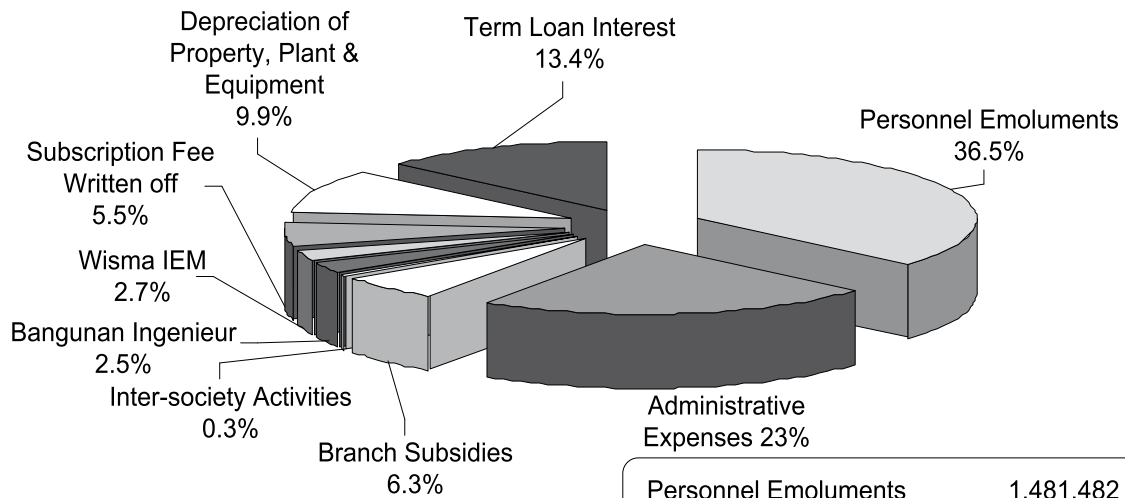 Depreciation of
Property, Plant &
Equipment
9.9%
Term Loan Interest
13.4%
Personnel Emoluments
36.5%
Subscription Fee
Written off
5.5%
Wisma IEM
2.7%
Bangunan Ingenieur
2.5%
Inter-society Activities
0.3%
Branch Subsidies
6.3%
Administrative
Expenses 23%
Personnel Emoluments 1,481,482